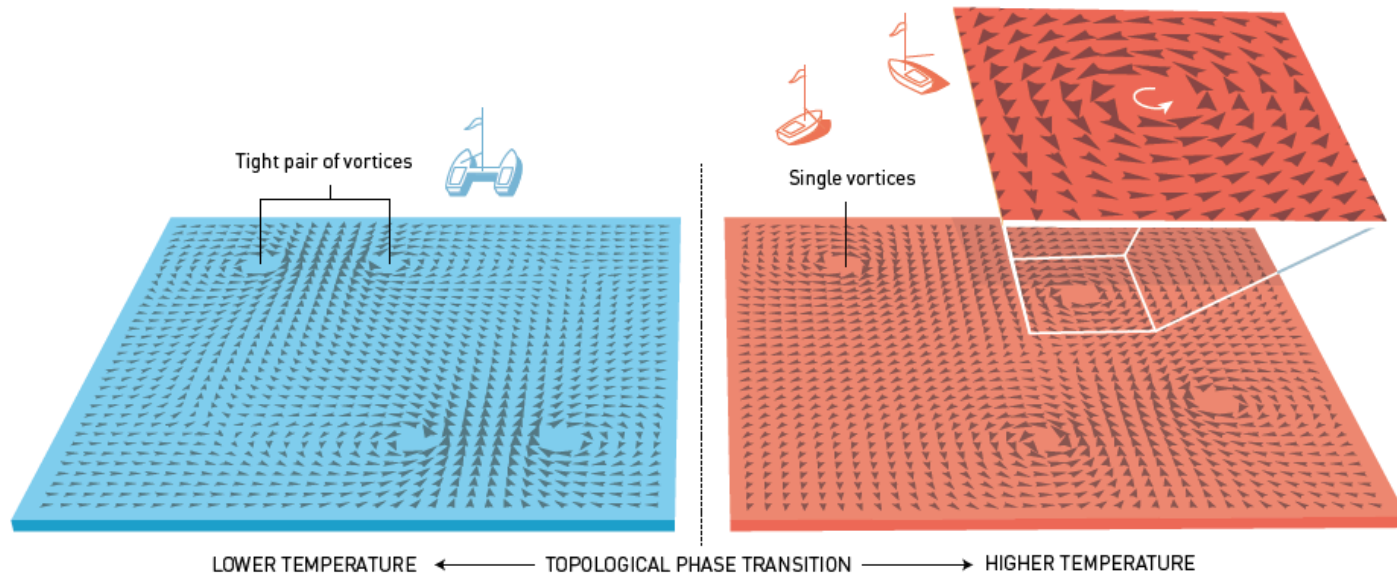 Tight pair of vortices
Single vortices
LOWER TEMPERATURE
TOPOLOGICAL PHASE TRANSITION
HIGHER TEMPERATURE